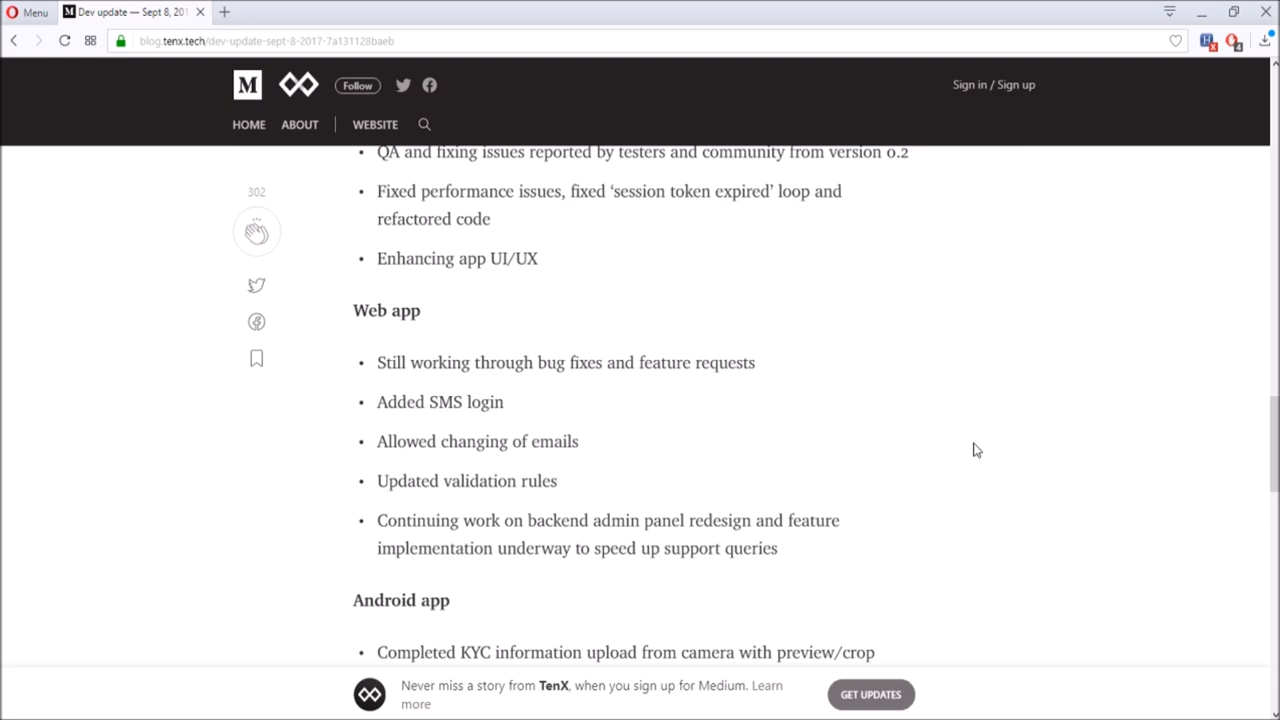 Menu
Dev update — Sept 8, 201
blog.tenx.tech/dev-update-sept-8-2017-7a131128baeb
M
Follow
Sign in / Sign up
HOME
ABOUT
WEBSITE
• QA and fixing issues reported by testers and community from version 0.2
302
• Fixed performance issues, fixed ‘session token expired’ loop and
refactored code
• Enhancing app UI/UX
Web app
• Still working through bug fixes and feature requests
• Added SMS login
• Allowed changing of emails
• Updated validation rules
• Continuing work on backend admin panel redesign and feature
implementation underway to speed up support queries
Android app
• Completed KYC information upload from camera with preview/crop
Never miss a story from TenX, when you sign up for Medium. Learn
more
GET UPDATES